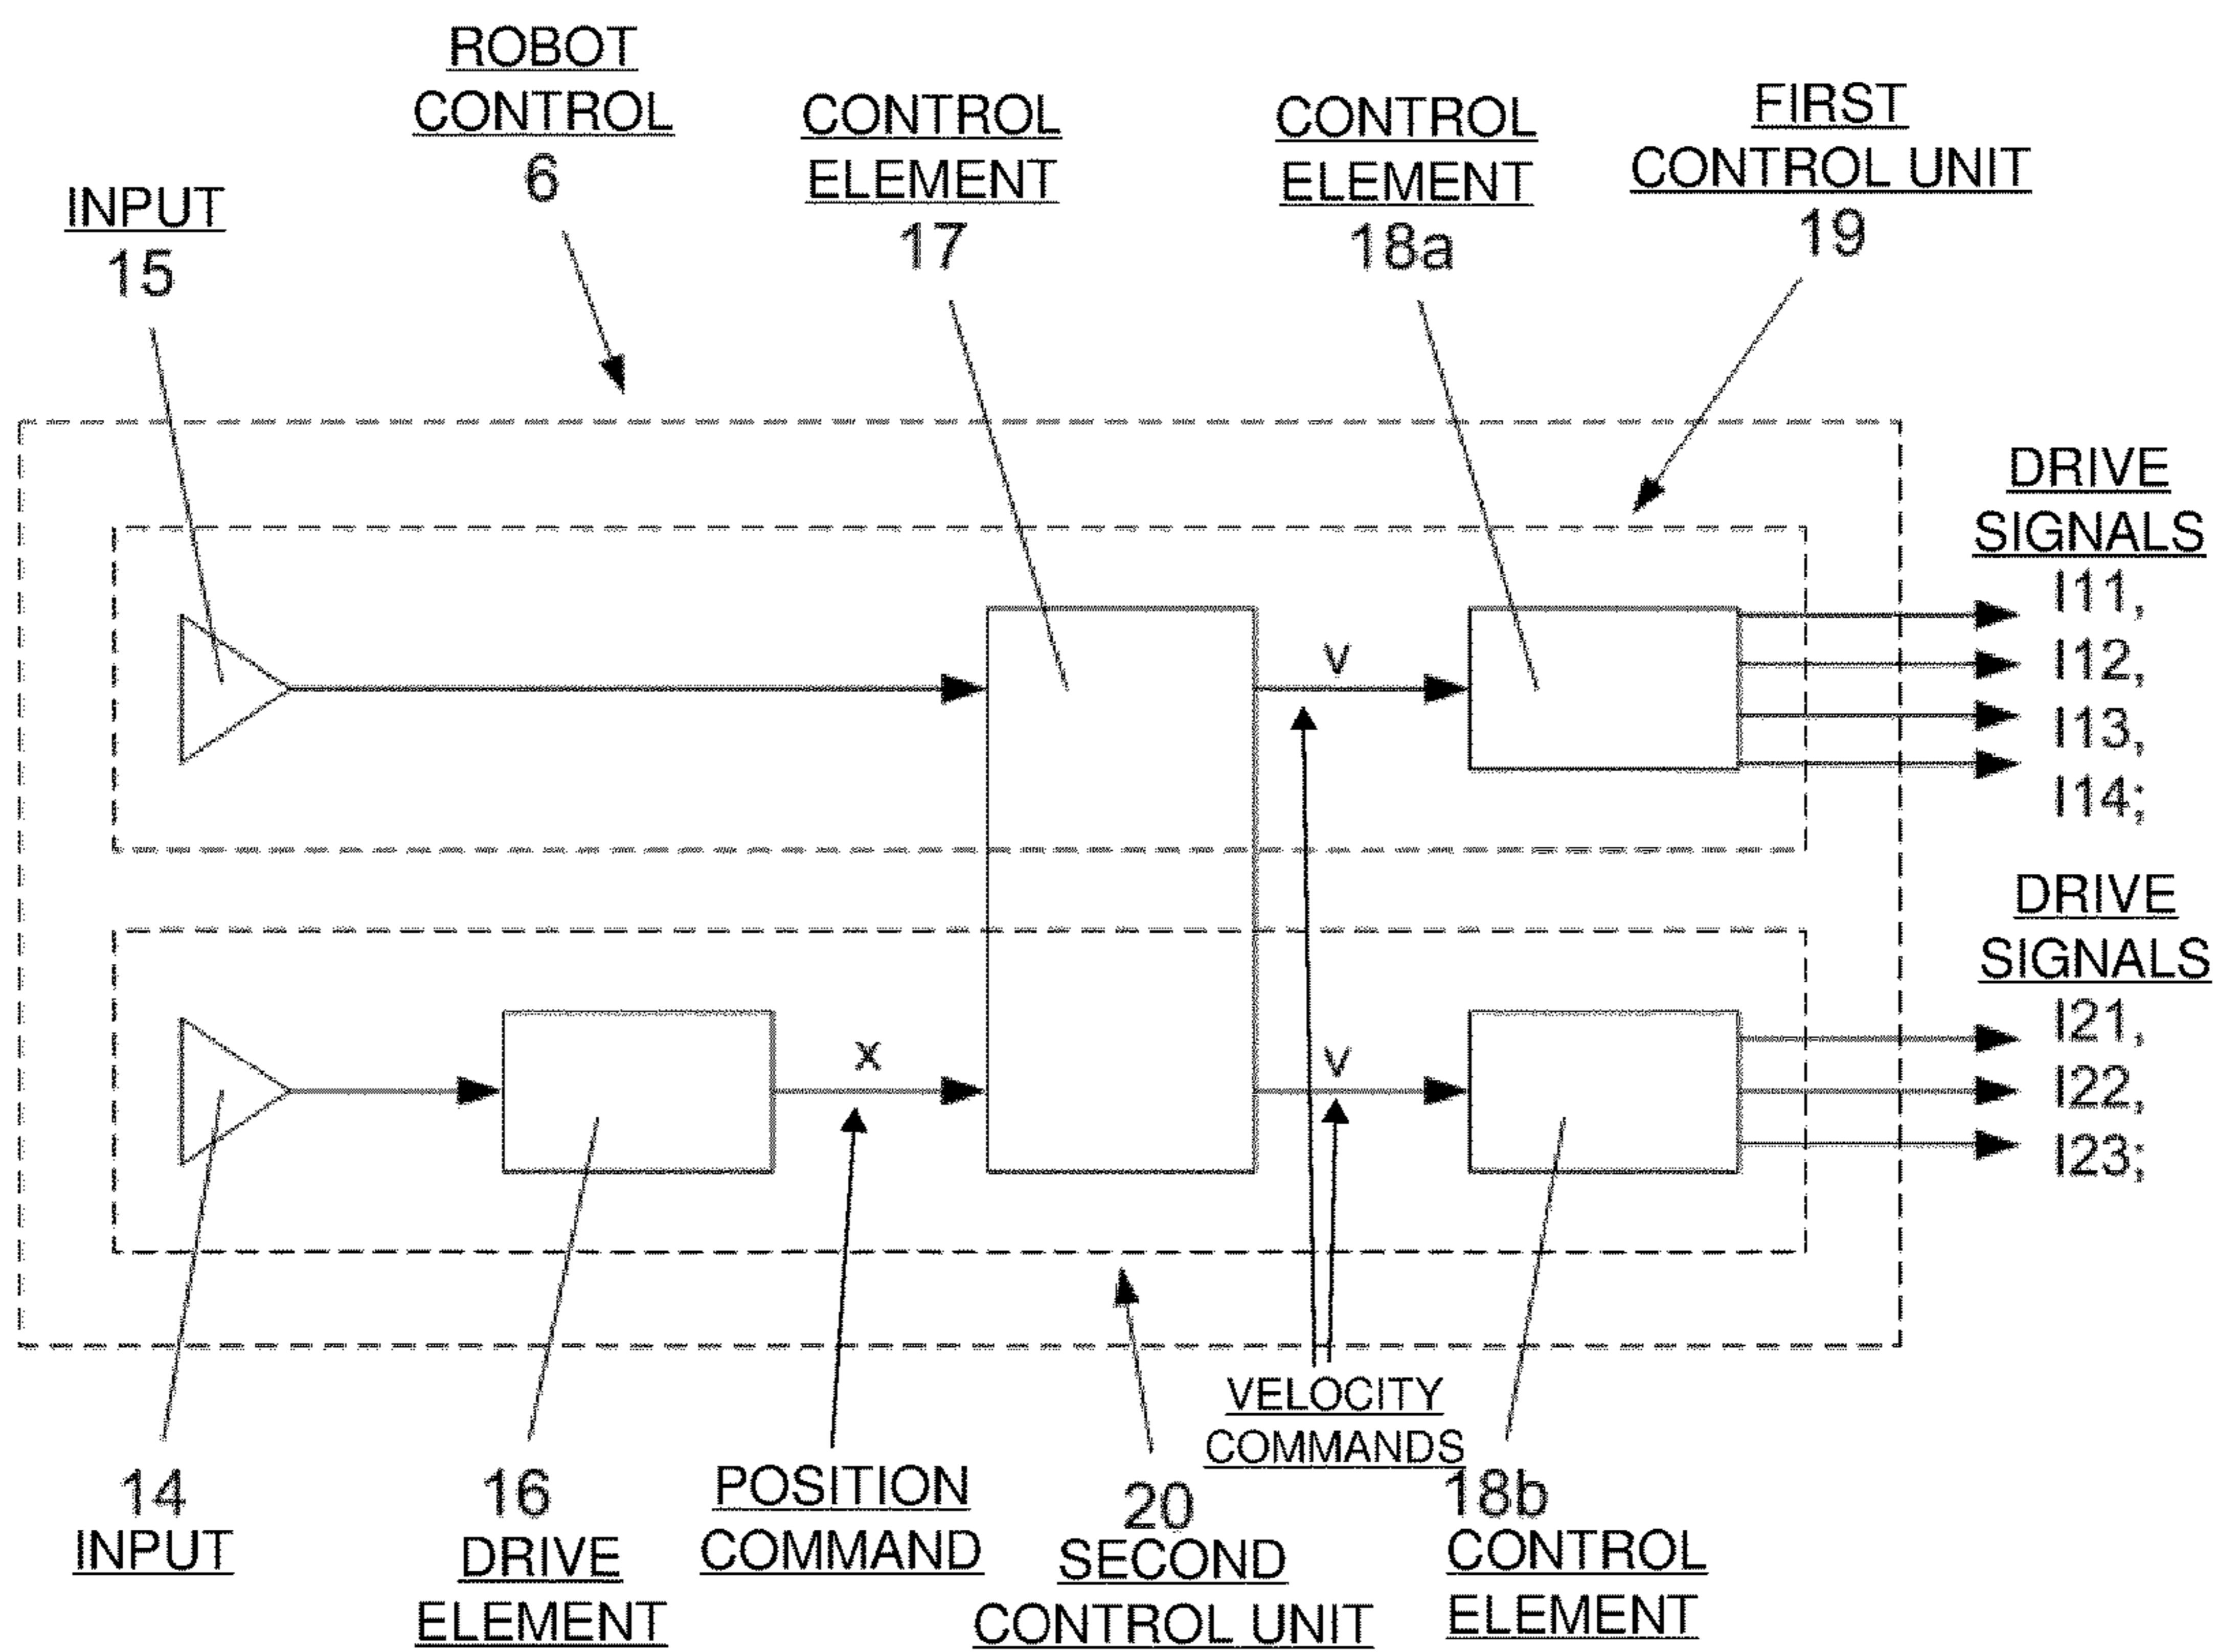 ROBOT
CONTROL
6
INPUT
15
CONTROL
ELEMENT
17
CONTROL
ELEMENT
18a
FIRST
CONTROL UNIT
19
DRIVE
SIGNALS
I11,
I12,
I13,
I14;
v
DRIVE
SIGNALS
I21,
I22,
I23;
x
v
14
INPUT
16
DRIVE
ELEMENT
POSITION
COMMAND
20
SECOND
CONTROL UNIT
VELOCITY
COMMANDS
18b
CONTROL
ELEMENT